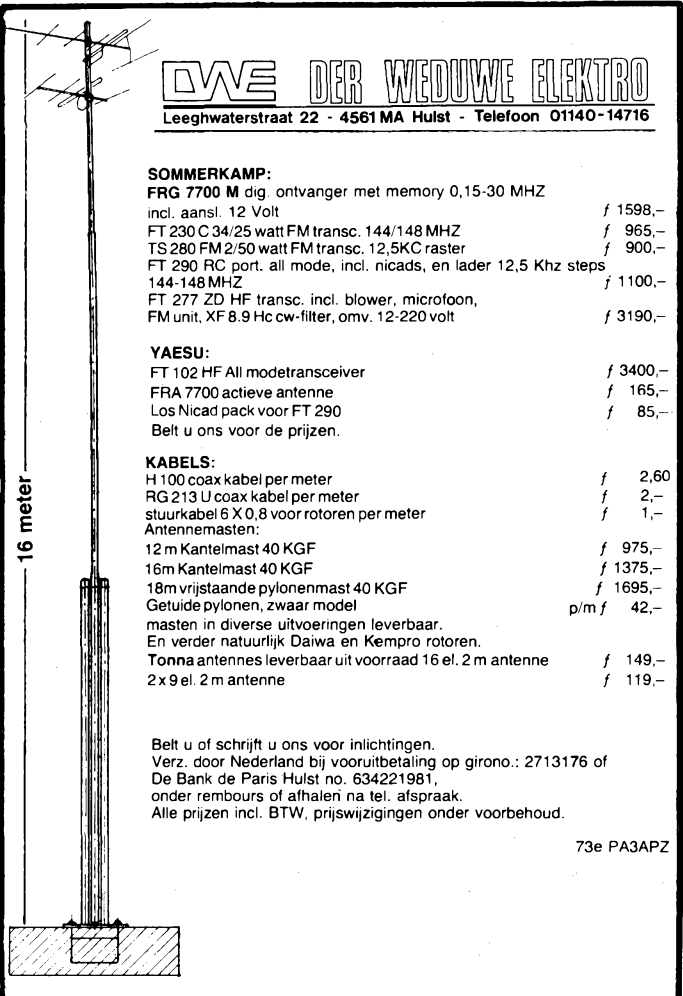 DWE DER WEDUWE ELEKTRO
Leeghwaterstraat 22 - 4561 MA Hulst - Telefoon 01140-14716
SOMMERKAMP:
FRG 7700 M dig. ontvanger met memory 0,15-30 MHZ
incl. aansl. 12 Volt ƒ 1598,–
FT 230 C 34/25 watt FM transc. 144/148 MHZ ƒ 965,–
TS 280 FM 2/50 watt FM transc. 12,5KC raster ƒ 900,–
FT 290 RC port. all mode, incl. nicads, en lader 12,5 Khz steps
144-148 MHZ ƒ 1100,–
FT 277 ZD HF transc. incl. blower, microfoon,
FM unit, XF 8.9 Hc cw-filter, omv. 12-220 volt ƒ 3190,–
YAESU:
FT 102 HF All modetransceiver ƒ 3400,–
FRA 7700 actieve antenne ƒ 165,–
Los Nicad pack voor FT 290 ƒ 85,–
Belt u ons voor de prijzen.
KABELS:
H 100 coax kabel per meter ƒ 2,60
RG 213 U coax kabel per meter ƒ 2,–
stuurkabel 6 X 0,8 voor rotoren per meter ƒ 1,–
Antennemasten:
12 m Kantelmast 40 KGF ƒ 975,–
16m Kantelmast 40 KGF ƒ 1375,–
18m vrijstaande pylonenmast 40 KGF ƒ 1695,–
Getuide pylonen, zwaar model p/m ƒ 42,–
masten in diverse uitvoeringen leverbaar.
En verder natuurlijk Daiwa en Kempro rotoren.
Tonna antennes leverbaar uit voorraad 16 el. 2 m antenne ƒ 149,–
2 x 9 el. 2 m antenne ƒ 119,–
Belt u of schrijft u ons voor inlichtingen.
Verz. door Nederland bij vooruitbetaling op girono.: 2713176 of
De Bank de Paris Hulst no. 634221981,
onder rembours of afhalen na tel. afspraak.
Alle prijzen incl. BTW, prijswijzigingen onder voorbehoud.
73e PA3APZ
16 meter